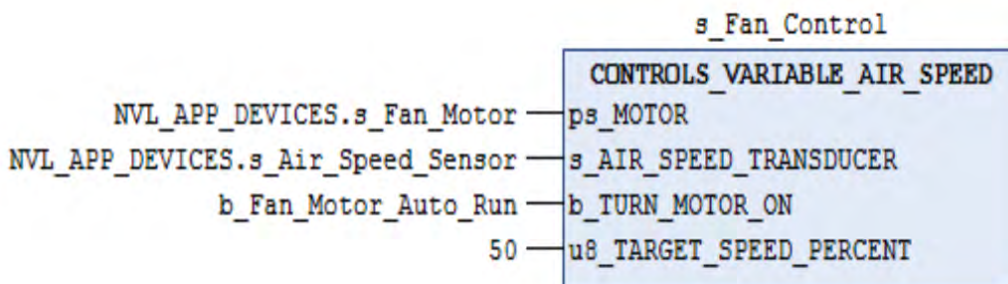 s_Fan_Control
CONTROLS_VARIABLE_AIR_SPEED
NVL_APP_DEVICES.s_Fan_Motor ps_MOTOR
NVL_APP_DEVICES.s_Air_Speed_Sensor s_AIR_SPEED_TRANSDUCER
b_Fan_Motor_Auto_Run b_TURN_MOTOR_ON
50 u8_TARGET_SPEED_PERCENT